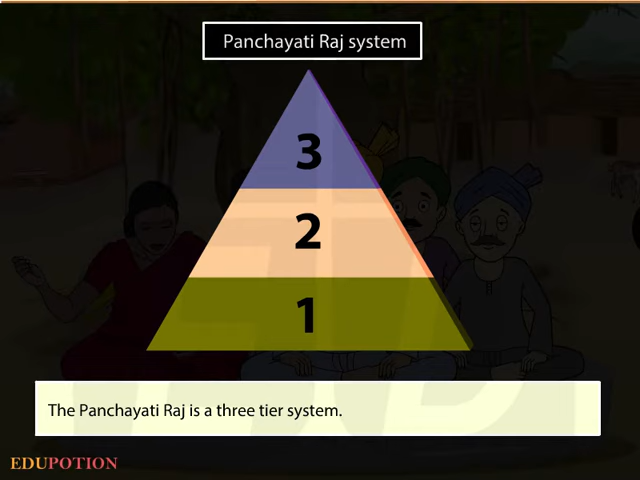 Panchayati Raj system
3
2
1
The Panchayati Raj is a three tier system.
EDUPOTION